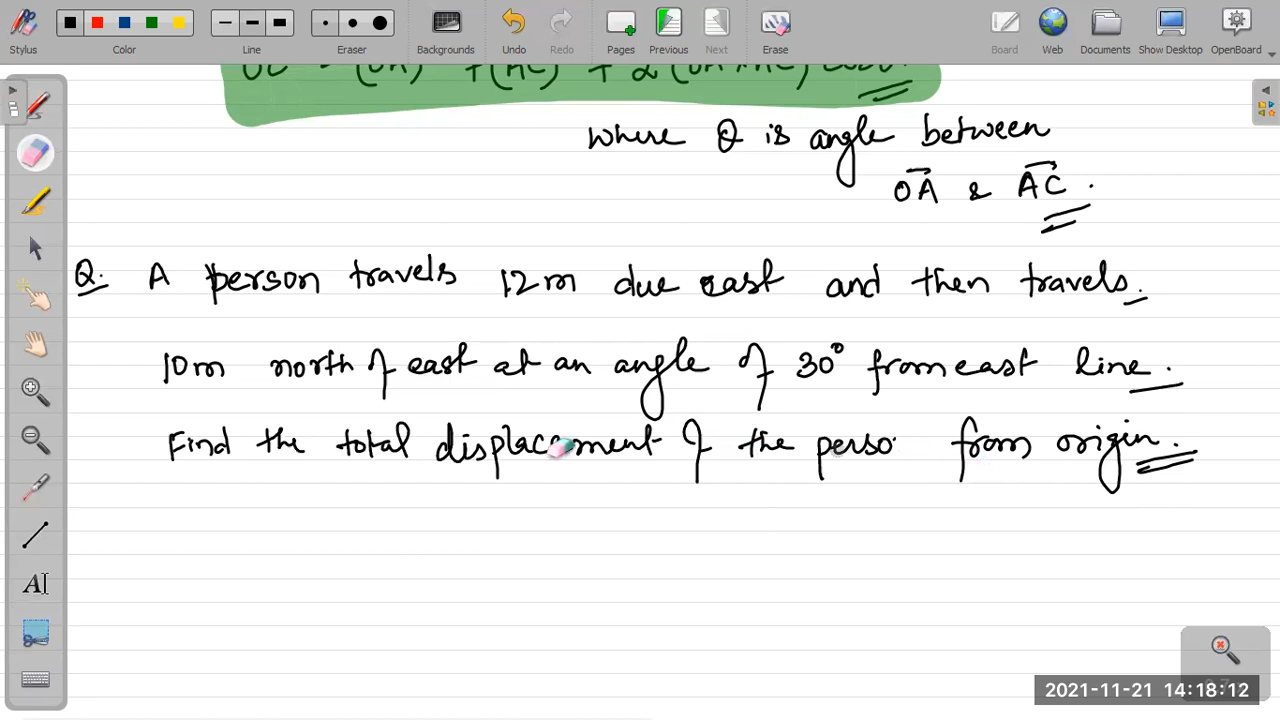 Stylus Color Line Eraser Backgrounds Undo Redo Pages Previous Next Erase Board Web Documents Show Desktop OpenBoard
where θ is angle between
OA & AC.
Q. A person travels 12m due east and then travels.
10m north of east at an angle of 30° from east line.
Find the total displacement of the perso from origin.
2021-11-21 14:18:12